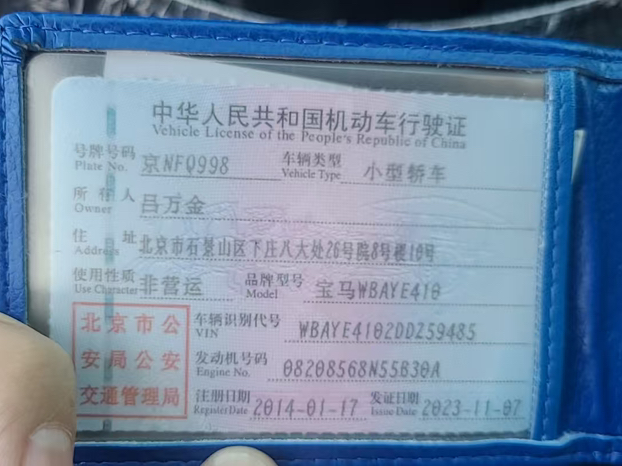 中华人民共和国机动车行驶证
Vehicle License of the People's Republic of China
号牌号码 京NFQ998 车辆类型 小型轿车
Plate No. Vehicle Type
所有人 吕万金
Owner
住址 北京市石景山区下庄八大处26号院8号楼10号
Address
使用性质 非营运 品牌型号 宝马WBAYE410
Use Character Model
北京市公 车辆识别代号 WBAYE4102DDZ59485
VIN
安局公安 发动机号码 08208568N55B30A
Engine No.
交通管理局 注册日期 2014-01-17 发证日期 2023-11-07
Register Date Issue Date